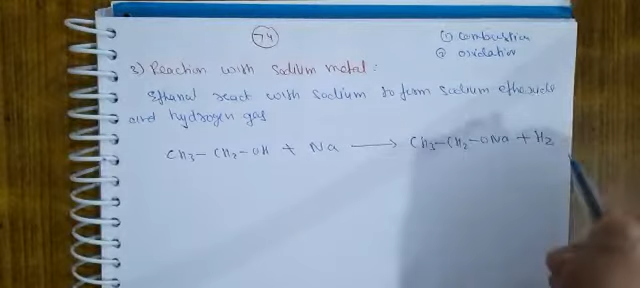 74
① Combustion
② oxidation
3) Reaction with sodium metal:
Ethanol react with sodium to form sodium ethoxide
and hydrogen gas
CH3-CH2-OH + Na → CH3-CH2-ONa + H2